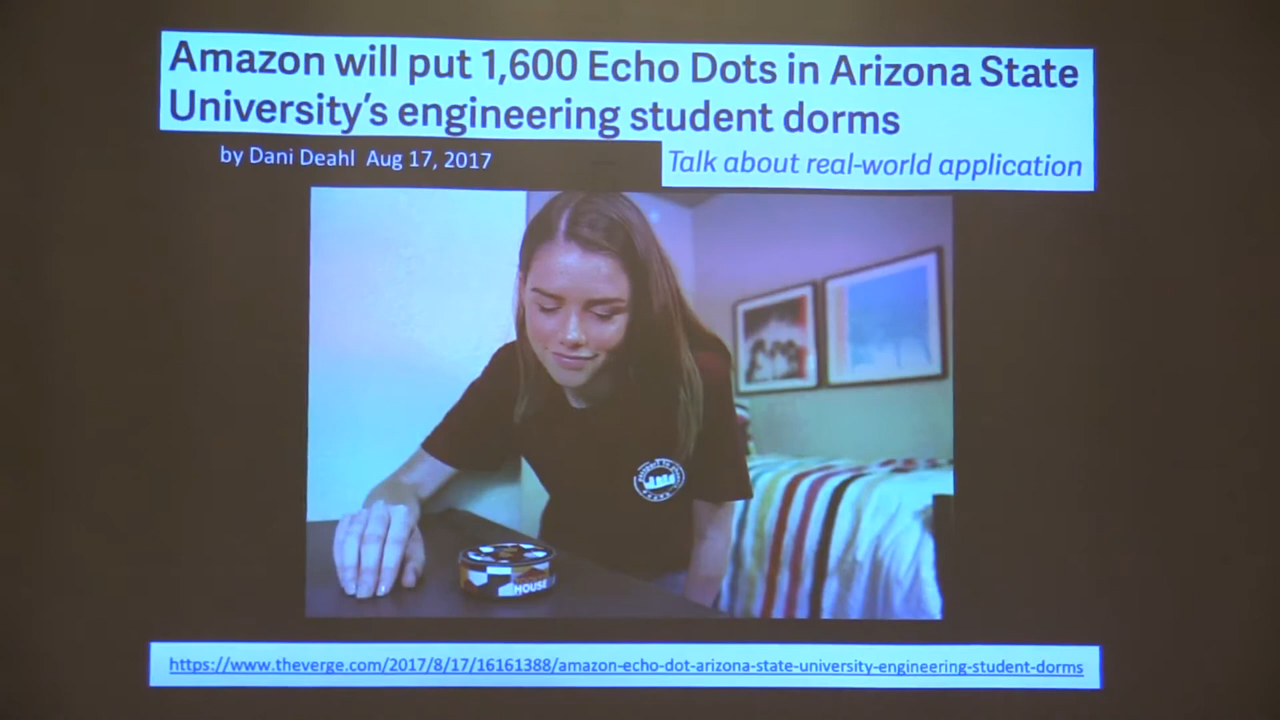 Amazon will put 1,600 Echo Dots in Arizona State
University's engineering student dorms
by Dani Deahl Aug 17, 2017
Talk about real-world application
HOUSE
https://www.theverge.com/2017/8/17/16161388/amazon-echo-dot-arizona-state-university-engineering-student-dorms